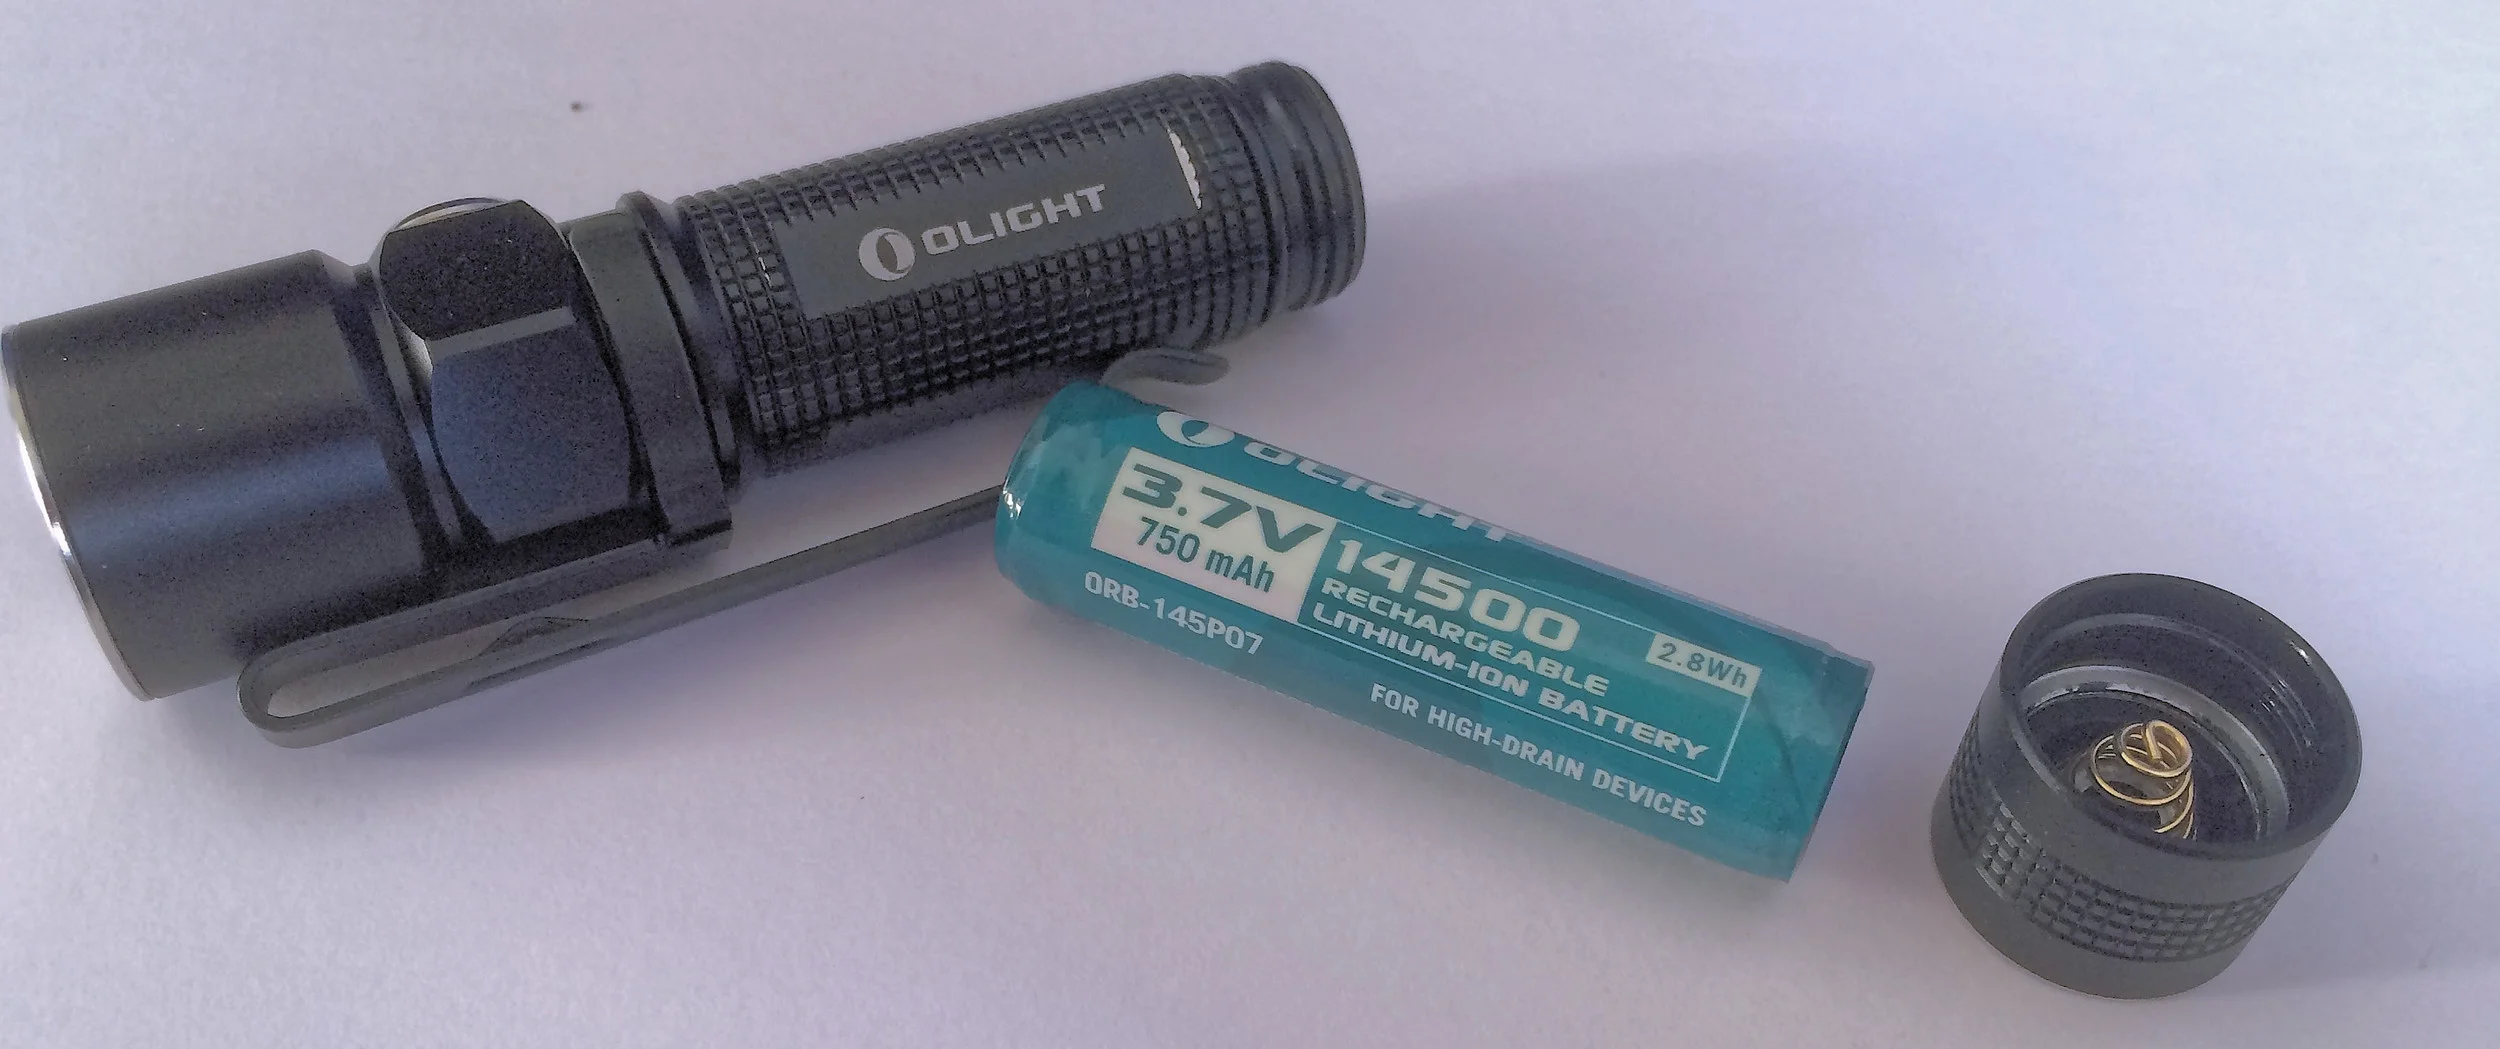 OLIGHT
OLIGHT
3.7V
750 mAh
14500
RECHARGEABLE
LITHIUM-ION BATTERY
2.8Wh
ORB-145P07
FOR HIGH-DRAIN DEVICES